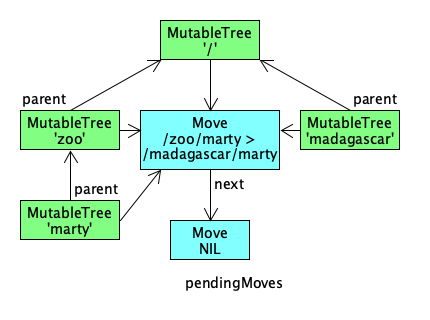 MutableTree
'/'
parent
parent
MutableTree
'zoo'
Move
/zoo/marty >
/madagascar/marty
MutableTree
'madagascar'
parent
next
MutableTree
'marty'
Move
NIL
pendingMoves